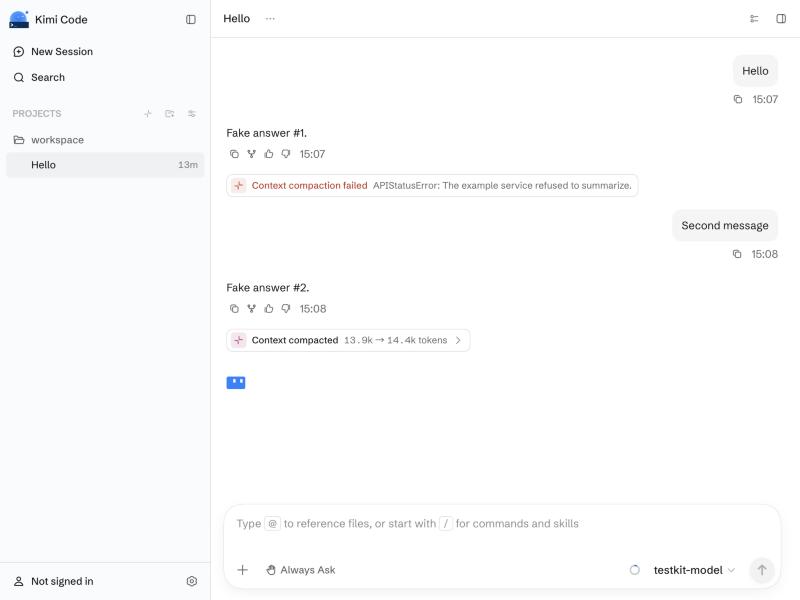 Kimi Code
New Session
Search
PROJECTS
workspace
Hello 13m
Not signed in
Hello
Hello
15:07
Fake answer #1.
15:07
Context compaction failed APIStatusError: The example service refused to summarize.
Second message
15:08
Fake answer #2.
15:08
Context compacted 13.9k → 14.4k tokens
Type @ to reference files, or start with / for commands and skills
Always Ask
testkit-model